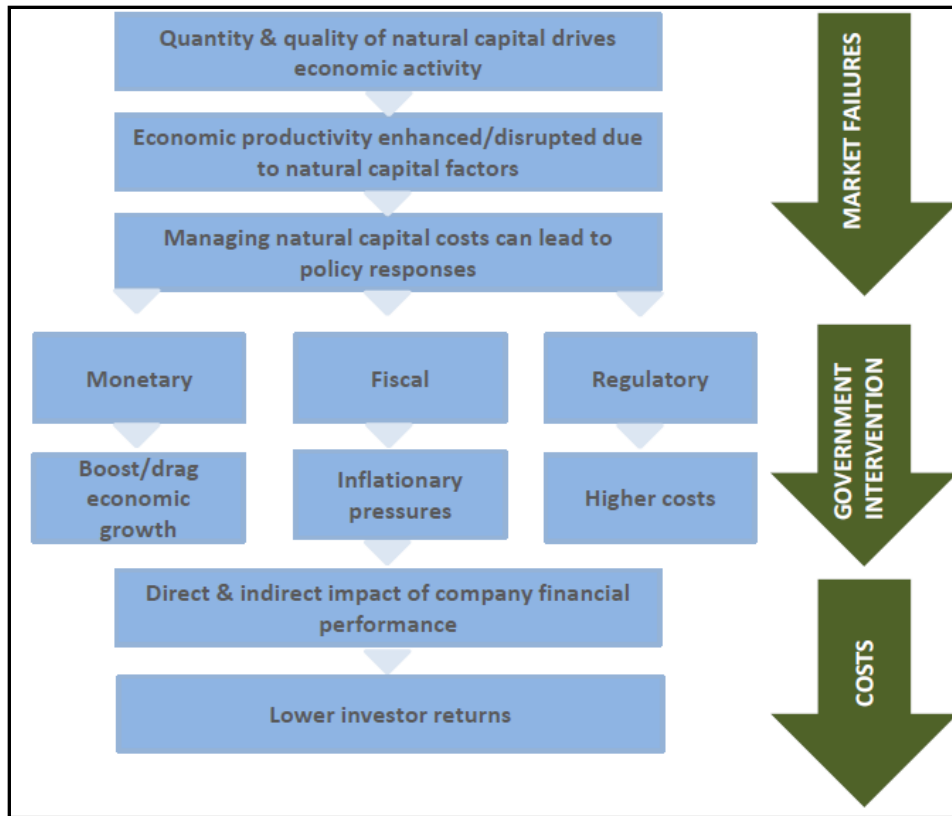 Quantity & quality of natural capital drives
economic activity
Economic productivity enhanced/disrupted due
to natural capital factors
Managing natural capital costs can lead to
policy responses
MARKET FAILURES
Monetary
Fiscal
Regulatory
Boost/drag
economic
growth
Inflationary
pressures
Higher costs
GOVERNMENT
INTERVENTION
Direct & indirect impact of company financial
performance
Lower investor returns
COSTS